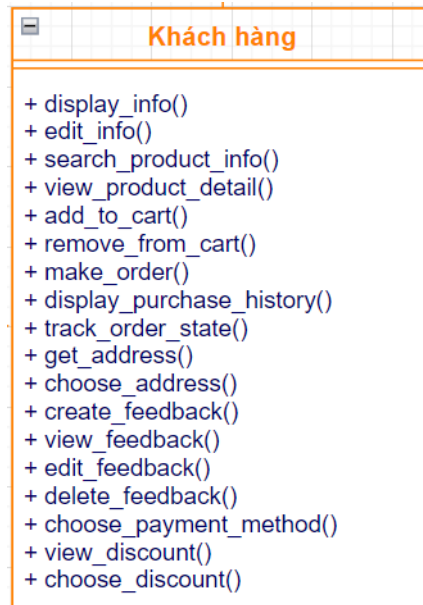 Khách hàng
+ display_info()
+ edit_info()
+ search_product_info()
+ view_product_detail()
+ add_to_cart()
+ remove_from_cart()
+ make_order()
+ display_purchase_history()
+ track_order_state()
+ get_address()
+ choose_address()
+ create_feedback()
+ view_feedback()
+ edit_feedback()
+ delete_feedback()
+ choose_payment_method()
+ view_discount()
+ choose_discount()